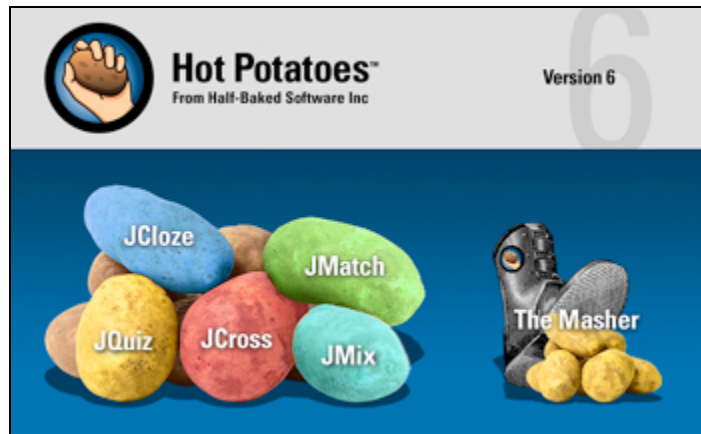 Hot Potatoes™
From Half-Baked Software Inc
Version 6
6
JCloze
JMatch
JQuiz
JCross
JMix
The Masher